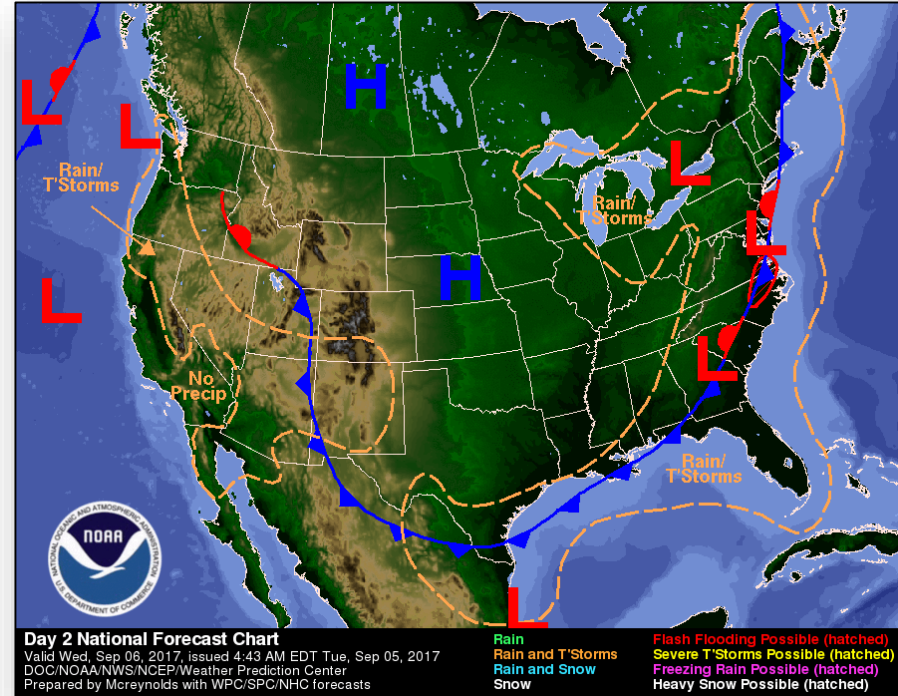 H
L
L
Rain/
T'Storms
L
Rain/
T'Storms
L
H
L
L
No
Precip
Rain/
T'Storms
NATIONAL OCEANIC AND ATMOSPHERIC ADMINISTRATION
NOAA
U.S. DEPARTMENT OF COMMERCE
L
Day 2 National Forecast Chart
Valid Wed, Sep 06, 2017, issued 4:43 AM EDT Tue, Sep 05, 2017
DOC/NOAA/NWS/NCEP/Weather Prediction Center
Prepared by Mcreynolds with WPC/SPC/NHC forecasts
Rain
Rain and T'Storms
Rain and Snow
Snow
Flash Flooding Possible (hatched)
Severe T'Storms Possible (hatched)
Freezing Rain Possible (hatched)
Heavy Snow Possible (hatched)